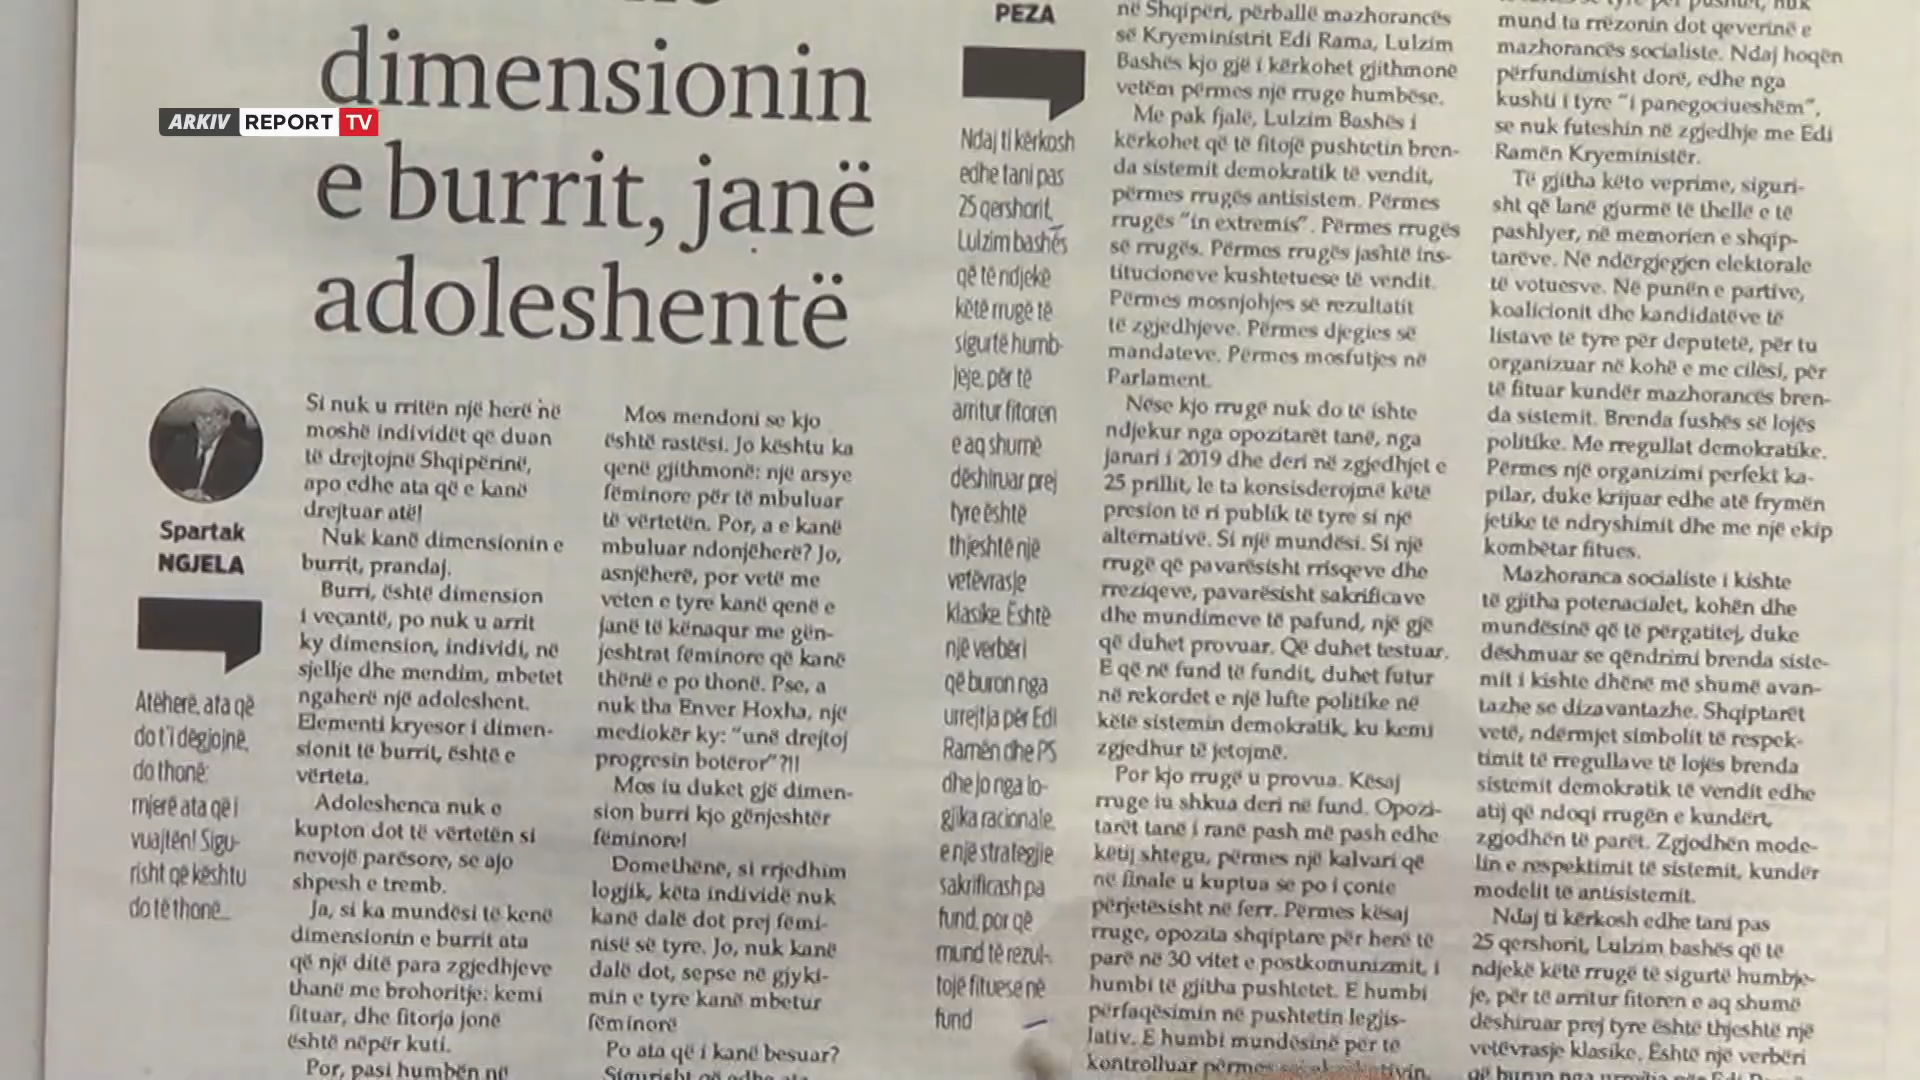 dimensionin
e burrit, janë
adoleshentë
ARKIV REPORT TV
Spartak
NGJELA
Atëherë, ata që
do t'i dëgjojnë,
do thonë:
mjerë ata që i
vuajtën! Sigu-
risht që kështu
do të thonë...
Si nuk u rritën një herë në
moshë individët që duan
të drejtojnë Shqipërinë,
apo edhe ata që e kanë
drejtuar atë!
Nuk kanë dimensionin e
burrit, prandaj.
Burri, është dimension
i veçantë, po nuk u arrit
ky dimension, individi, në
sjellje dhe mendim, mbetet
ngaherë një adoleshent.
Elementi kryesor i dimen-
sionit të burrit, është e
vërteta.
Adoleshenca nuk e
kupton dot të vërtetën si
nevojë parësore, se ajo
shpesh e tremb.
Ja, si ka mundësi të kenë
dimensionin e burrit ata
që një ditë para zgjedhjeve
thanë me brohoritje: kemi
fituar, dhe fitorja jonë
është nëpër kuti.
Por, pasi humbën në
Mos mendoni se kjo
është rastësi. Jo kështu ka
qenë gjithmonë: një arsye
fëminore për të mbuluar
të vërtetën. Por, a e kanë
mbuluar ndonjëherë? Jo,
asnjëherë, por vetë me
veten e tyre kanë qenë e
janë të kënaqur me gën-
jeshtrat fëminore që kanë
thënë e po thonë. Pse, a
nuk tha Enver Hoxha, një
mediokër ky: "unë drejtoj
progresin botëror"?!!
Mos iu duket gjë dimen-
sion burri kjo gënjeshtër
fëminore!
Domethënë, si rrjedhim
logjik, këta individë nuk
kanë dalë dot prej fëmi-
nisë së tyre. Jo, nuk kanë
dalë dot, sepse në gjyki-
min e tyre kanë mbetur
fëminorë
Po ata që i kanë besuar?
Sigurisht që edhe ata
PEZA
Ndaj ti kërkosh
edhe tani pas
25 qershorit,
Lulzim bashës
që të ndjekë
këtë rrugë të
sigurtë humb-
jeje, për të
arritur fitoren
e aq shumë
dëshiruar prej
tyre është
thjeshtë një
vetëvrasje
klasike. Është
një verbëri
që buron nga
urrejtja për Edi
Ramën dhe PS
dhe jo nga lo-
gjika racionale,
e një strategjie
sakrificash pa
fund, por që
mund të rezul-
tojë fituese në
fund
në Shqipëri, përballë mazhorancës
së Kryeministrit Edi Rama, Lulzim
Bashës kjo gjë i kërkohet gjithmonë
vetëm përmes një rruge humbëse.
Me pak fjalë, Lulzim Bashës i
kërkohet që të fitojë pushtetin bren-
da sistemit demokratik të vendit,
përmes rrugës antisistem. Përmes
rrugës "in extremis". Përmes rrugës
së rrugës. Përmes rrugës jashtë ins-
titucioneve kushtetuese të vendit.
Përmes mosnjohjes së rezultatit
të zgjedhjeve. Përmes djegies së
mandateve. Përmes mosfutjes në
Parlament.
Nëse kjo rrugë nuk do të ishte
ndjekur nga opozitarët tanë, nga
janari i 2019 dhe deri në zgjedhjet e
25 prillit, le ta konsiderojmë këtë
presion të ri publik të tyre si një
alternativë. Si një mundësi. Si një
rrugë që pavarësisht rrisqeve dhe
rreziqeve, pavarësisht sakrificave
dhe mundimeve të pafund, një gjë
që duhet provuar. Që duhet testuar.
E që në fund të fundit, duhet futur
në rekordet e një lufte politike në
këtë sistemin demokratik, ku kemi
zgjedhur të jetojmë.
Por kjo rrugë u provua. Kësaj
rruge iu shkua deri në fund. Opozi-
tarët tanë i ranë pash më pash edhe
këtij shtegu, përmes një kalvari që
në finale u kuptua se po i çonte
përjetësisht në ferr. Përmes kësaj
rruge, opozita shqiptare për herë të
parë në 30 vitet e postkomunizmit, i
humbi të gjitha pushtetet. E humbi
përfaqësimin në pushtetin legjis-
lativ. E humbi mundësinë për të
kontrolluar përmes
mund ta rrëzonin dot qeverinë e
mazhorancës socialiste. Ndaj hoqën
përfundimisht dorë, edhe nga
kushti i tyre "i panegociueshëm",
se nuk futeshin në zgjedhje me Edi
Ramën Kryeministër.
Të gjitha këto veprime, siguri-
sht që lanë gjurmë të thellë e të
pashlyer, në memorien e shqip-
tarëve. Në ndërgjegjen elektorale
të votuesve. Në punën e partive,
koalicionit dhe kandidatëve të
listave të tyre për deputetë, për tu
organizuar në kohë e me cilësi, për
të fituar kundër mazhorancës bren-
da sistemit. Brenda fushës së lojës
politike. Me rregullat demokratike.
Përmes një organizimi perfekt ka-
pilar, duke krijuar edhe atë frymën
jetike të ndryshimit dhe me një ekip
kombëtar fitues.
Mazhoranca socialiste i kishte
të gjitha potenacialet, kohën dhe
mundësinë që të përgatitej, duke
dëshmuar se qëndrimi brenda siste-
mit i kishte dhënë më shumë avan-
tazhe se dizavantazhe. Shqiptarët
vetë, ndërmjet simbolit të respek-
timit të rregullave të lojës brenda
sistemit demokratik të vendit edhe
atij që ndoqi rrugën e kundërt,
zgjodhën të parët. Zgjodhën mode-
lin e respektimit të sistemit, kundër
modelit të antisistemit.
Ndaj ti kërkosh edhe tani pas
25 qershorit, Lulzim bashës që të
ndjekë këtë rrugë të sigurtë humbje-
je, për të arritur fitoren e aq shumë
dëshiruar prej tyre është thjeshtë një
vetëvrasje klasike. Është një verbëri
që buron nga urrejtja për Edi